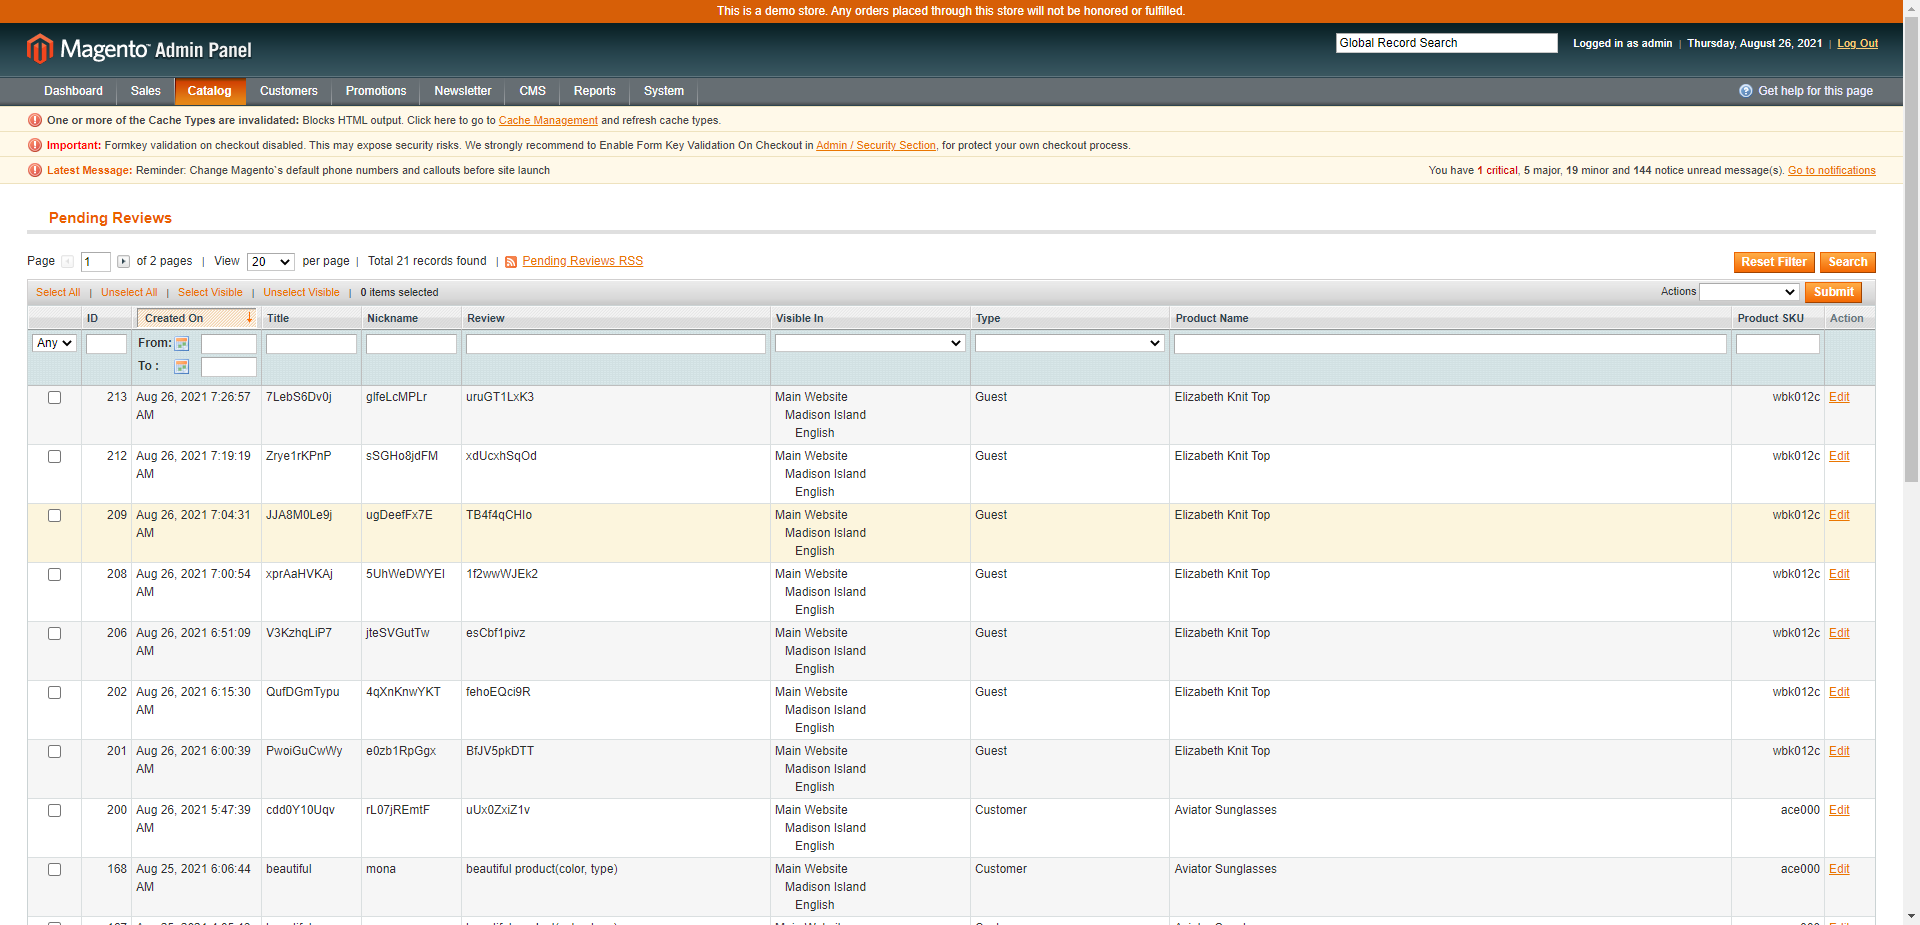 This is a demo store. Any orders placed through this store will not be honored or fulfilled.
Magento Admin Panel
Global Record Search
Logged in as admin | Thursday, August 26, 2021 | Log Out
Dashboard Sales Catalog Customers Promotions Newsletter CMS Reports System Get help for this page
One or more of the Cache Types are invalidated: Blocks HTML output. Click here to go to Cache Management and refresh cache types.
Important: Formkey validation on checkout disabled. This may expose security risks. We strongly recommend to Enable Form Key Validation On Checkout in Admin / Security Section, for protect your own checkout process.
Latest Message: Reminder: Change Magento`s default phone numbers and callouts before site launch You have 1 critical, 5 major, 19 minor and 144 notice unread message(s). Go to notifications
Pending Reviews
Page 1 of 2 pages | View 20 per page | Total 21 records found | Pending Reviews RSS Reset Filter Search
Select All | Unselect All | Select Visible | Unselect Visible | 0 items selected Actions Submit
ID Created On Title Nickname Review Visible In Type Product Name Product SKU Action
Any From:
To :
213 Aug 26, 2021 7:26:57 7LebS6Dv0j glfeLcMPLr uruGT1LxK3 Main Website Guest Elizabeth Knit Top wbk012c Edit
AM Madison Island
English
212 Aug 26, 2021 7:19:19 Zrye1rKPnP sSGHo8jdFM xdUcxhSqOd Main Website Guest Elizabeth Knit Top wbk012c Edit
AM Madison Island
English
209 Aug 26, 2021 7:04:31 JJA8M0Le9j ugDeefFx7E TB4f4qCHIo Main Website Guest Elizabeth Knit Top wbk012c Edit
AM Madison Island
English
208 Aug 26, 2021 7:00:54 xprAaHVKAj 5UhWeDWYEl 1f2wwWJEk2 Main Website Guest Elizabeth Knit Top wbk012c Edit
AM Madison Island
English
206 Aug 26, 2021 6:51:09 V3KzhqLiP7 jteSVGutTw esCbf1pivz Main Website Guest Elizabeth Knit Top wbk012c Edit
AM Madison Island
English
202 Aug 26, 2021 6:15:30 QufDGmTypu 4qXnKnwYKT fehoEQci9R Main Website Guest Elizabeth Knit Top wbk012c Edit
AM Madison Island
English
201 Aug 26, 2021 6:00:39 PwoiGuCwWy e0zb1RpGgx BfJV5pkDTT Main Website Guest Elizabeth Knit Top wbk012c Edit
AM Madison Island
English
200 Aug 26, 2021 5:47:39 cdd0Y10Uqv rL07jREmtF uUx0ZxiZ1v Main Website Customer Aviator Sunglasses ace000 Edit
AM Madison Island
English
168 Aug 25, 2021 6:06:44 beautiful mona beautiful product(color, type) Main Website Customer Aviator Sunglasses ace000 Edit
AM Madison Island
English